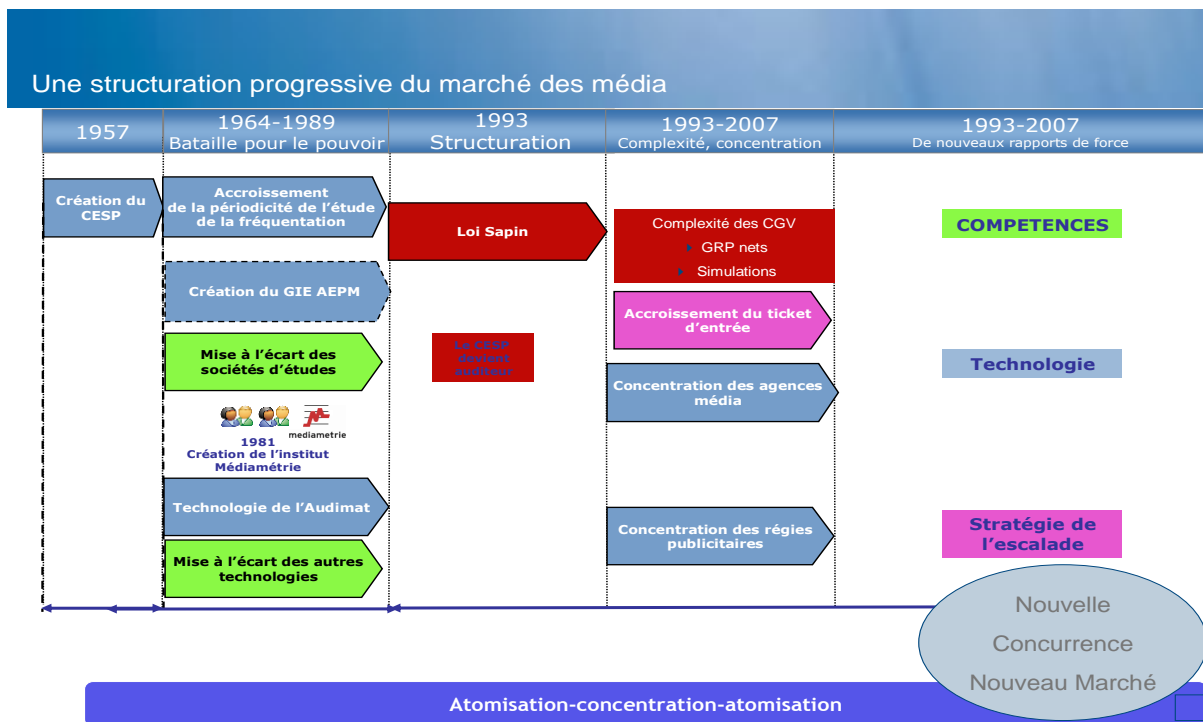 Une structuration progressive du marché des média
1957
1964-1989
Bataille pour le pouvoir
1993
Structuration
1993-2007
Complexité, concentration
1993-2007
De nouveaux rapports de force
Création du
CESP
Accroissement
de la périodicité de l’étude
de la fréquentation
Loi Sapin
Complexité des CGV
GRP nets
Simulations
COMPETENCES
Création du GIE AEPM
Accroissement du ticket
d’entrée
Mise à l’écart des
sociétés d’études
Le CESP
devient
auditeur
Concentration des agences
média
Technologie
mediametrie
1981
Création de l’institut
Médiamétrie
Technologie de l’Audimat
Concentration des régies
publicitaires
Stratégie de
l’escalade
Mise à l’écart des autres
technologies
Nouvelle
Concurrence
Nouveau Marché
Atomisation-concentration-atomisation